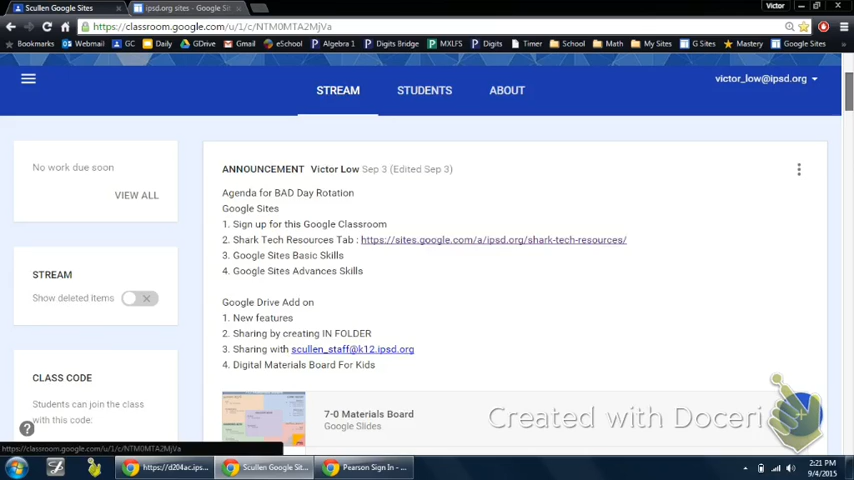 Scullen Google Sites
ipsd.org sites - Google Si
Victor
https://classroom.google.com/u/1/c/NTM0MTA2MjVa
Bookmarks Webmail GC Daily GDrive Gmail eSchool Algebra 1 Digits Bridge MXLFS Digits Timer School Math My Sites G Sites Mastery Google Sites
STREAM STUDENTS ABOUT
victor_low@ipsd.org
No work due soon
VIEW ALL
STREAM
Show deleted items
CLASS CODE
Students can join the class
with this code:
ANNOUNCEMENT Victor Low Sep 3 (Edited Sep 3)
Agenda for BAD Day Rotation
Google Sites
1. Sign up for this Google Classroom
2. Shark Tech Resources Tab : https://sites.google.com/a/ipsd.org/shark-tech-resources/
3. Google Sites Basic Skills
4. Google Sites Advances Skills
Google Drive Add on
1. New features
2. Sharing by creating IN FOLDER
3. Sharing with scullen_staff@k12.ipsd.org
4. Digital Materials Board For Kids
7-0 Materials Board
Google Slides
Created with Doceri
https://classroom.google.com/u/1/c/NTM0MTA2MjVa
https://d204ac.ips...
Scullen Google Sit...
Pearson Sign In - ...
2:21 PM
9/4/2015